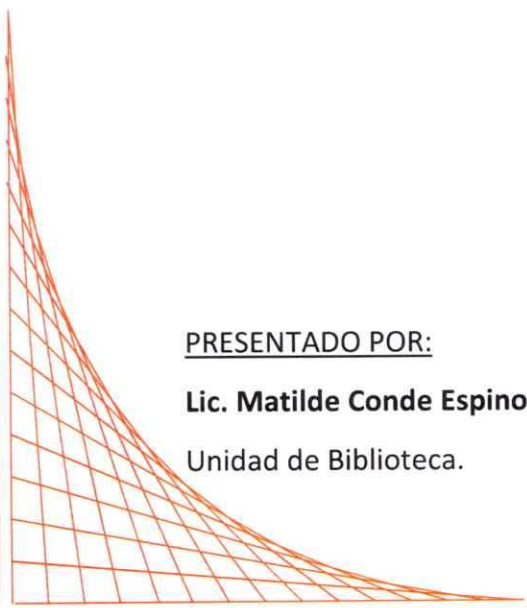 PRESENTADO POR:
Lic. Matilde Conde Espino
Unidad de Biblioteca.